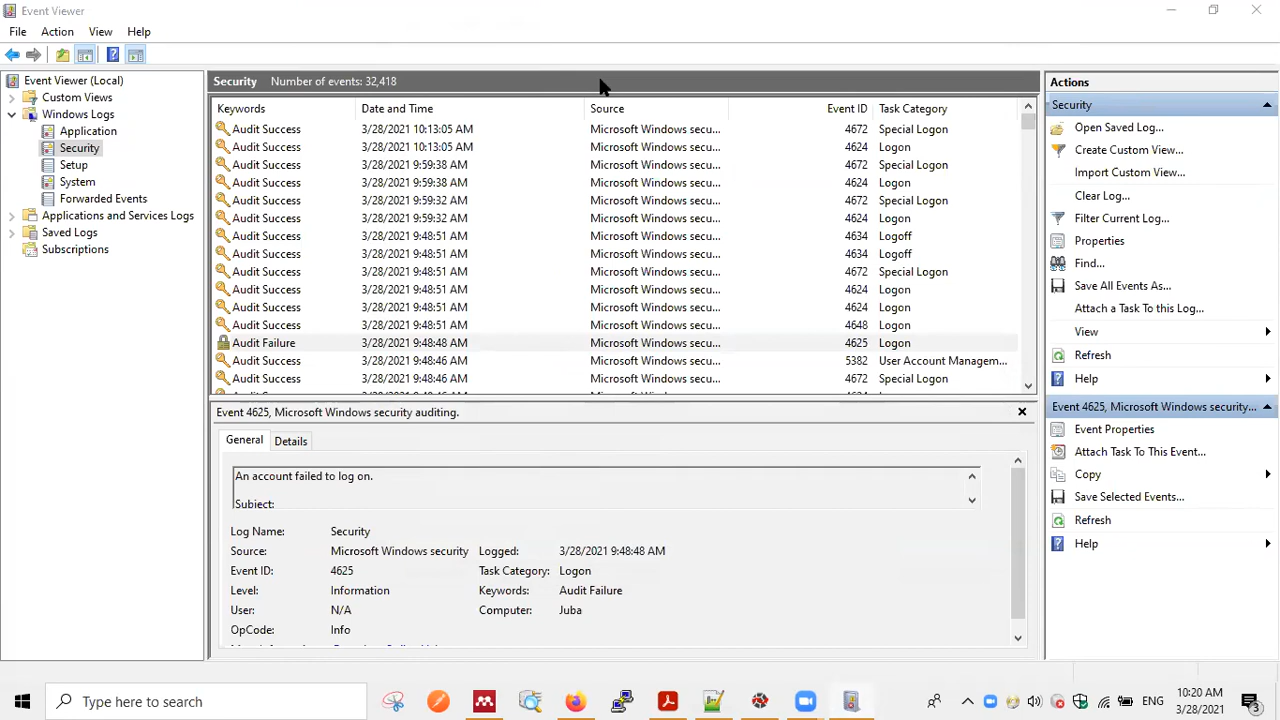 Event Viewer
File Action View Help
Event Viewer (Local)
Custom Views
Windows Logs
Application
Security
Setup
System
Forwarded Events
Applications and Services Logs
Saved Logs
Subscriptions
Security Number of events: 32,418
Keywords Date and Time Source Event ID Task Category
Audit Success 3/28/2021 10:13:05 AM Microsoft Windows secu... 4672 Special Logon
Audit Success 3/28/2021 10:13:05 AM Microsoft Windows secu... 4624 Logon
Audit Success 3/28/2021 9:59:38 AM Microsoft Windows secu... 4672 Special Logon
Audit Success 3/28/2021 9:59:38 AM Microsoft Windows secu... 4624 Logon
Audit Success 3/28/2021 9:59:32 AM Microsoft Windows secu... 4672 Special Logon
Audit Success 3/28/2021 9:59:32 AM Microsoft Windows secu... 4624 Logon
Audit Success 3/28/2021 9:48:51 AM Microsoft Windows secu... 4634 Logoff
Audit Success 3/28/2021 9:48:51 AM Microsoft Windows secu... 4634 Logoff
Audit Success 3/28/2021 9:48:51 AM Microsoft Windows secu... 4672 Special Logon
Audit Success 3/28/2021 9:48:51 AM Microsoft Windows secu... 4624 Logon
Audit Success 3/28/2021 9:48:51 AM Microsoft Windows secu... 4624 Logon
Audit Success 3/28/2021 9:48:51 AM Microsoft Windows secu... 4648 Logon
Audit Failure 3/28/2021 9:48:48 AM Microsoft Windows secu... 4625 Logon
Audit Success 3/28/2021 9:48:46 AM Microsoft Windows secu... 5382 User Account Managem...
Audit Success 3/28/2021 9:48:46 AM Microsoft Windows secu... 4672 Special Logon
Event 4625, Microsoft Windows security auditing.
General Details
An account failed to log on.
Subject:
Log Name: Security
Source: Microsoft Windows security Logged: 3/28/2021 9:48:48 AM
Event ID: 4625 Task Category: Logon
Level: Information Keywords: Audit Failure
User: N/A Computer: Juba
OpCode: Info
Actions
Security
Open Saved Log...
Create Custom View...
Import Custom View...
Clear Log...
Filter Current Log...
Properties
Find...
Save All Events As...
Attach a Task To this Log...
View
Refresh
Help
Event 4625, Microsoft Windows security...
Event Properties
Attach Task To This Event...
Copy
Save Selected Events...
Refresh
Help
Type here to search
ENG
10:20 AM
3/28/2021
3